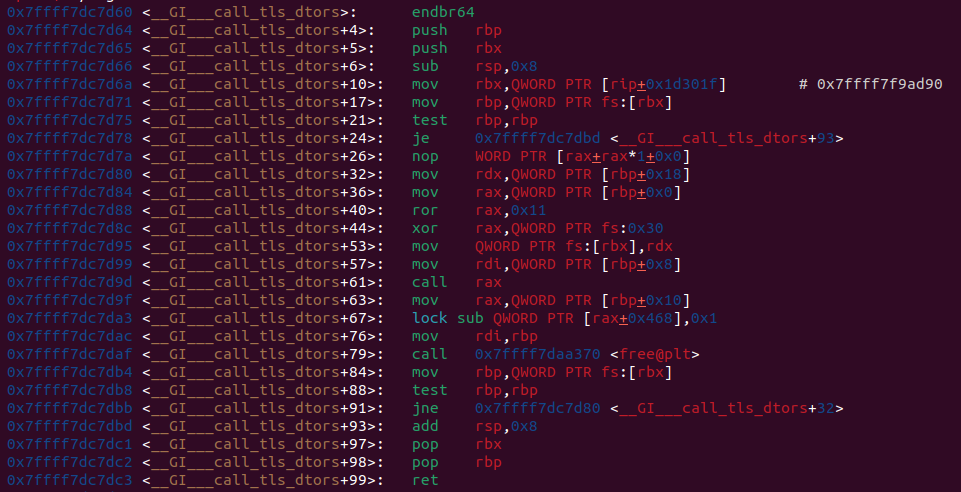 0x7ffff7dc7d60 <__GI___call_tls_dtors>: endbr64
0x7ffff7dc7d64 <__GI___call_tls_dtors+4>: push rbp
0x7ffff7dc7d65 <__GI___call_tls_dtors+5>: push rbx
0x7ffff7dc7d66 <__GI___call_tls_dtors+6>: sub rsp,0x8
0x7ffff7dc7d6a <__GI___call_tls_dtors+10>: mov rbx,QWORD PTR [rip+0x1d301f] # 0x7ffff7f9ad90
0x7ffff7dc7d71 <__GI___call_tls_dtors+17>: mov rbp,QWORD PTR fs:[rbx]
0x7ffff7dc7d75 <__GI___call_tls_dtors+21>: test rbp,rbp
0x7ffff7dc7d78 <__GI___call_tls_dtors+24>: je 0x7ffff7dc7dbd <__GI___call_tls_dtors+93>
0x7ffff7dc7d7a <__GI___call_tls_dtors+26>: nop WORD PTR [rax+rax*1+0x0]
0x7ffff7dc7d80 <__GI___call_tls_dtors+32>: mov rdx,QWORD PTR [rbp+0x18]
0x7ffff7dc7d84 <__GI___call_tls_dtors+36>: mov rax,QWORD PTR [rbp+0x0]
0x7ffff7dc7d88 <__GI___call_tls_dtors+40>: ror rax,0x11
0x7ffff7dc7d8c <__GI___call_tls_dtors+44>: xor rax,QWORD PTR fs:0x30
0x7ffff7dc7d95 <__GI___call_tls_dtors+53>: mov QWORD PTR fs:[rbx],rdx
0x7ffff7dc7d99 <__GI___call_tls_dtors+57>: mov rdi,QWORD PTR [rbp+0x8]
0x7ffff7dc7d9d <__GI___call_tls_dtors+61>: call rax
0x7ffff7dc7d9f <__GI___call_tls_dtors+63>: mov rax,QWORD PTR [rbp+0x10]
0x7ffff7dc7da3 <__GI___call_tls_dtors+67>: lock sub QWORD PTR [rax+0x468],0x1
0x7ffff7dc7dac <__GI___call_tls_dtors+76>: mov rdi,rbp
0x7ffff7dc7daf <__GI___call_tls_dtors+79>: call 0x7ffff7daa370 <free@plt>
0x7ffff7dc7db4 <__GI___call_tls_dtors+84>: mov rbp,QWORD PTR fs:[rbx]
0x7ffff7dc7db8 <__GI___call_tls_dtors+88>: test rbp,rbp
0x7ffff7dc7dbb <__GI___call_tls_dtors+91>: jne 0x7ffff7dc7d80 <__GI___call_tls_dtors+32>
0x7ffff7dc7dbd <__GI___call_tls_dtors+93>: add rsp,0x8
0x7ffff7dc7dc1 <__GI___call_tls_dtors+97>: pop rbx
0x7ffff7dc7dc2 <__GI___call_tls_dtors+98>: pop rbp
0x7ffff7dc7dc3 <__GI___call_tls_dtors+99>: ret